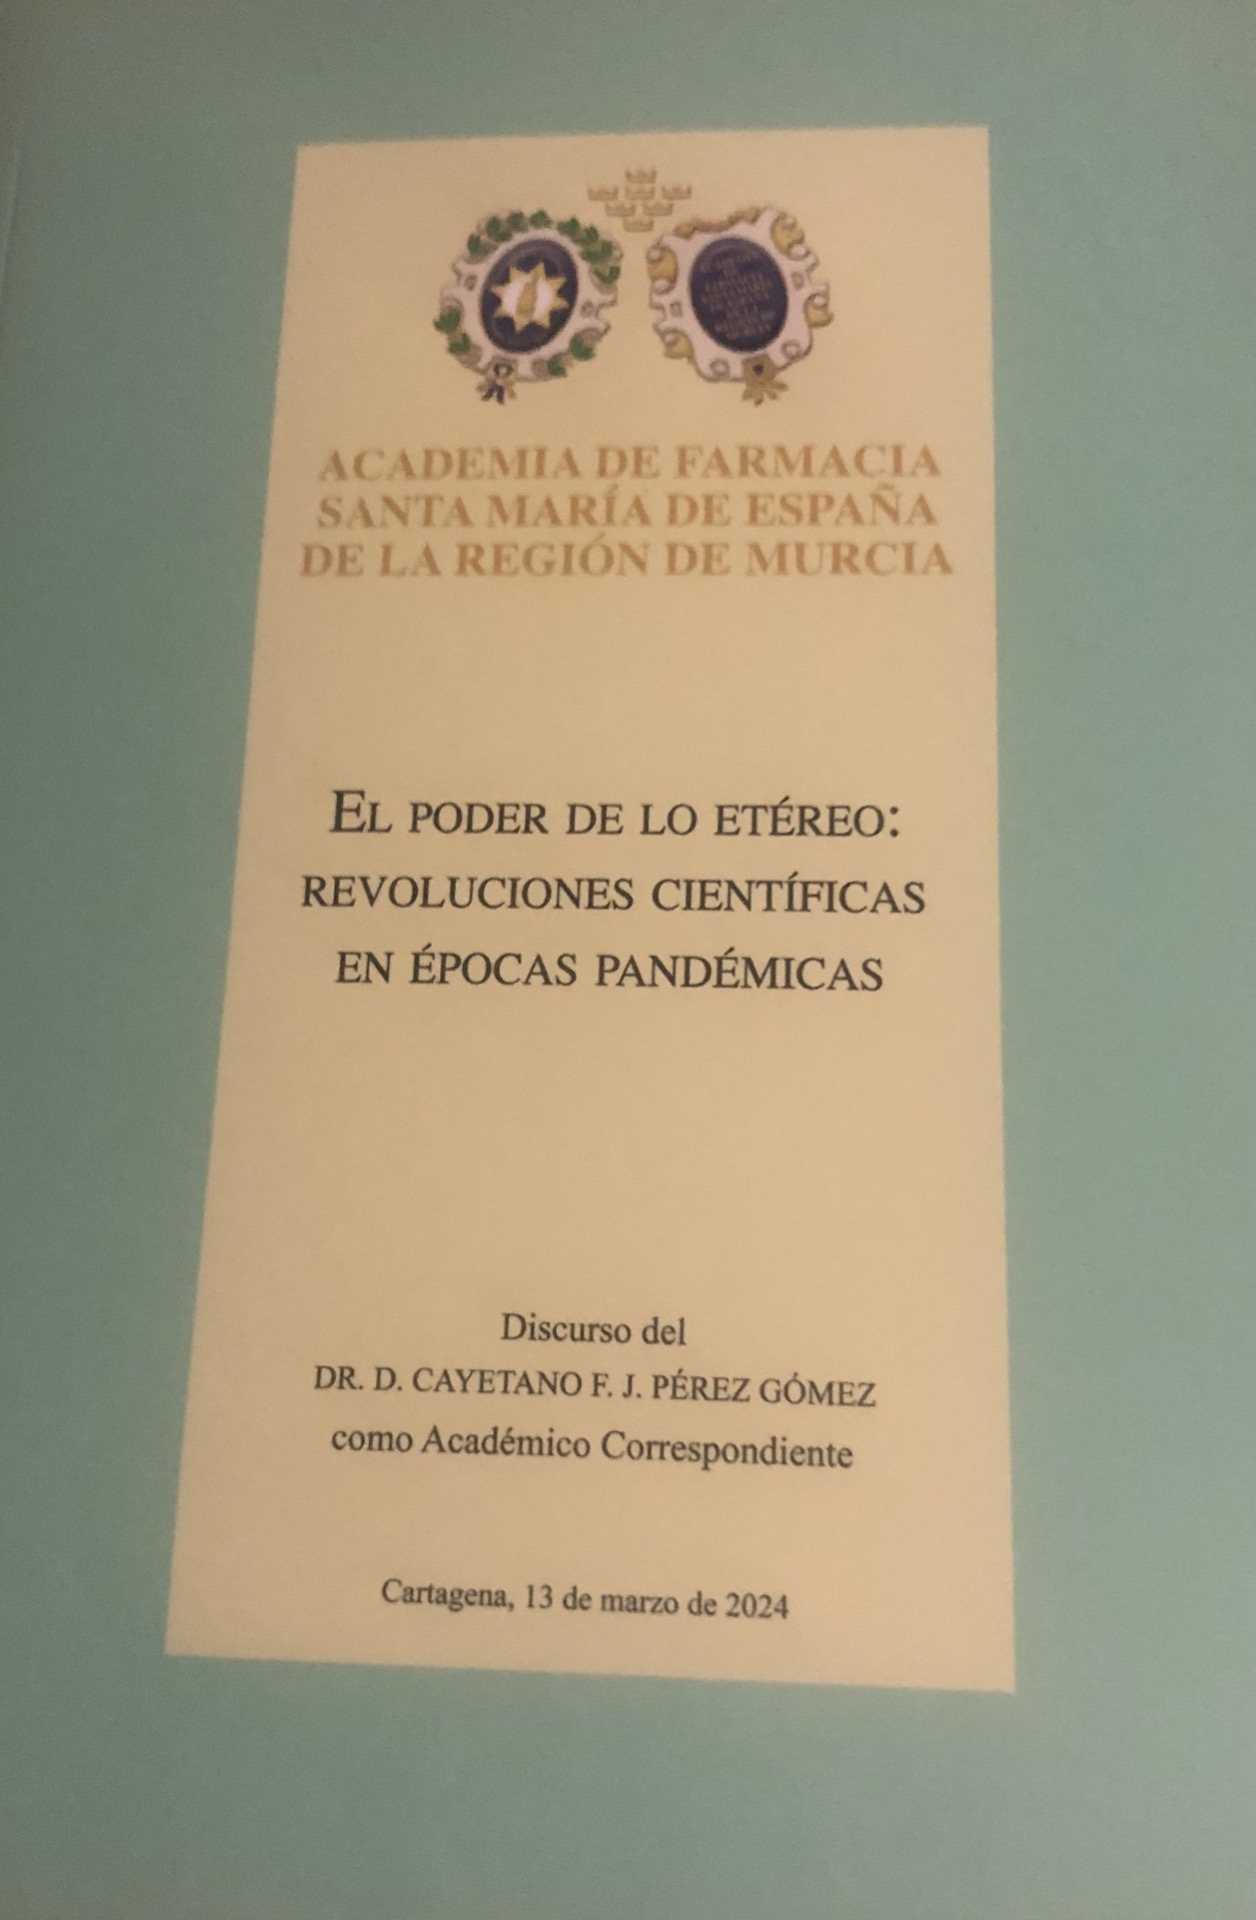 ACADEMIA DE FARMACIA
SANTA MARÍA DE ESPAÑA
DE LA REGIÓN DE MURCIA
EL PODER DE LO ETÉREO:
REVOLUCIONES CIENTÍFICAS
EN ÉPOCAS PANDÉMICAS
Discurso del
DR. D. CAYETANO F. J. PÉREZ GÓMEZ
como Académico Correspondiente
Cartagena, 13 de marzo de 2024